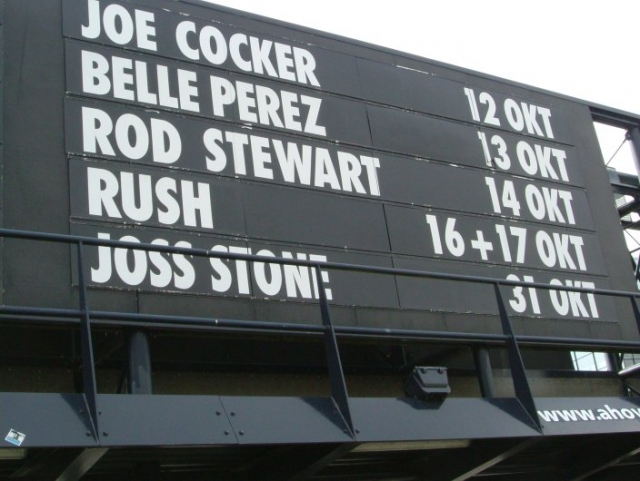 JOE COCKER 12 OKT
BELLE PEREZ 13 OKT
ROD STEWART 14 OKT
RUSH 16+17 OKT
JOSS STONE 31 OKT
www.aho